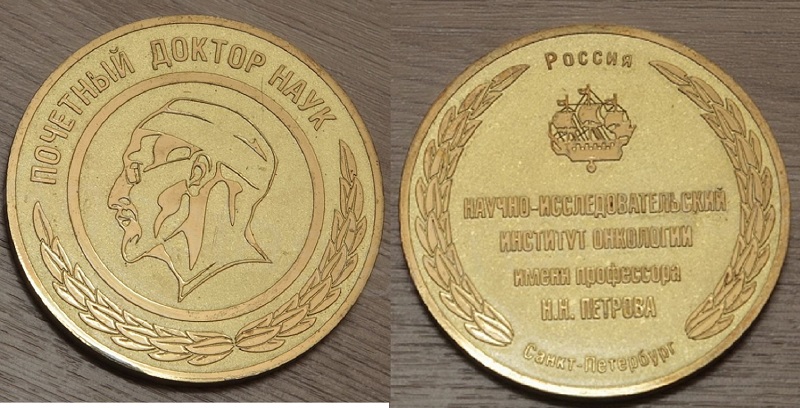 ПОЧЕТНЫЙ ДОКТОР НАУК
РОССИЯ
НАУЧНО-ИССЛЕДОВАТЕЛЬСКИЙ
ИНСТИТУТ ОНКОЛОГИИ
имени профессора
Н.Н. ПЕТРОВА
Санкт-Петербург